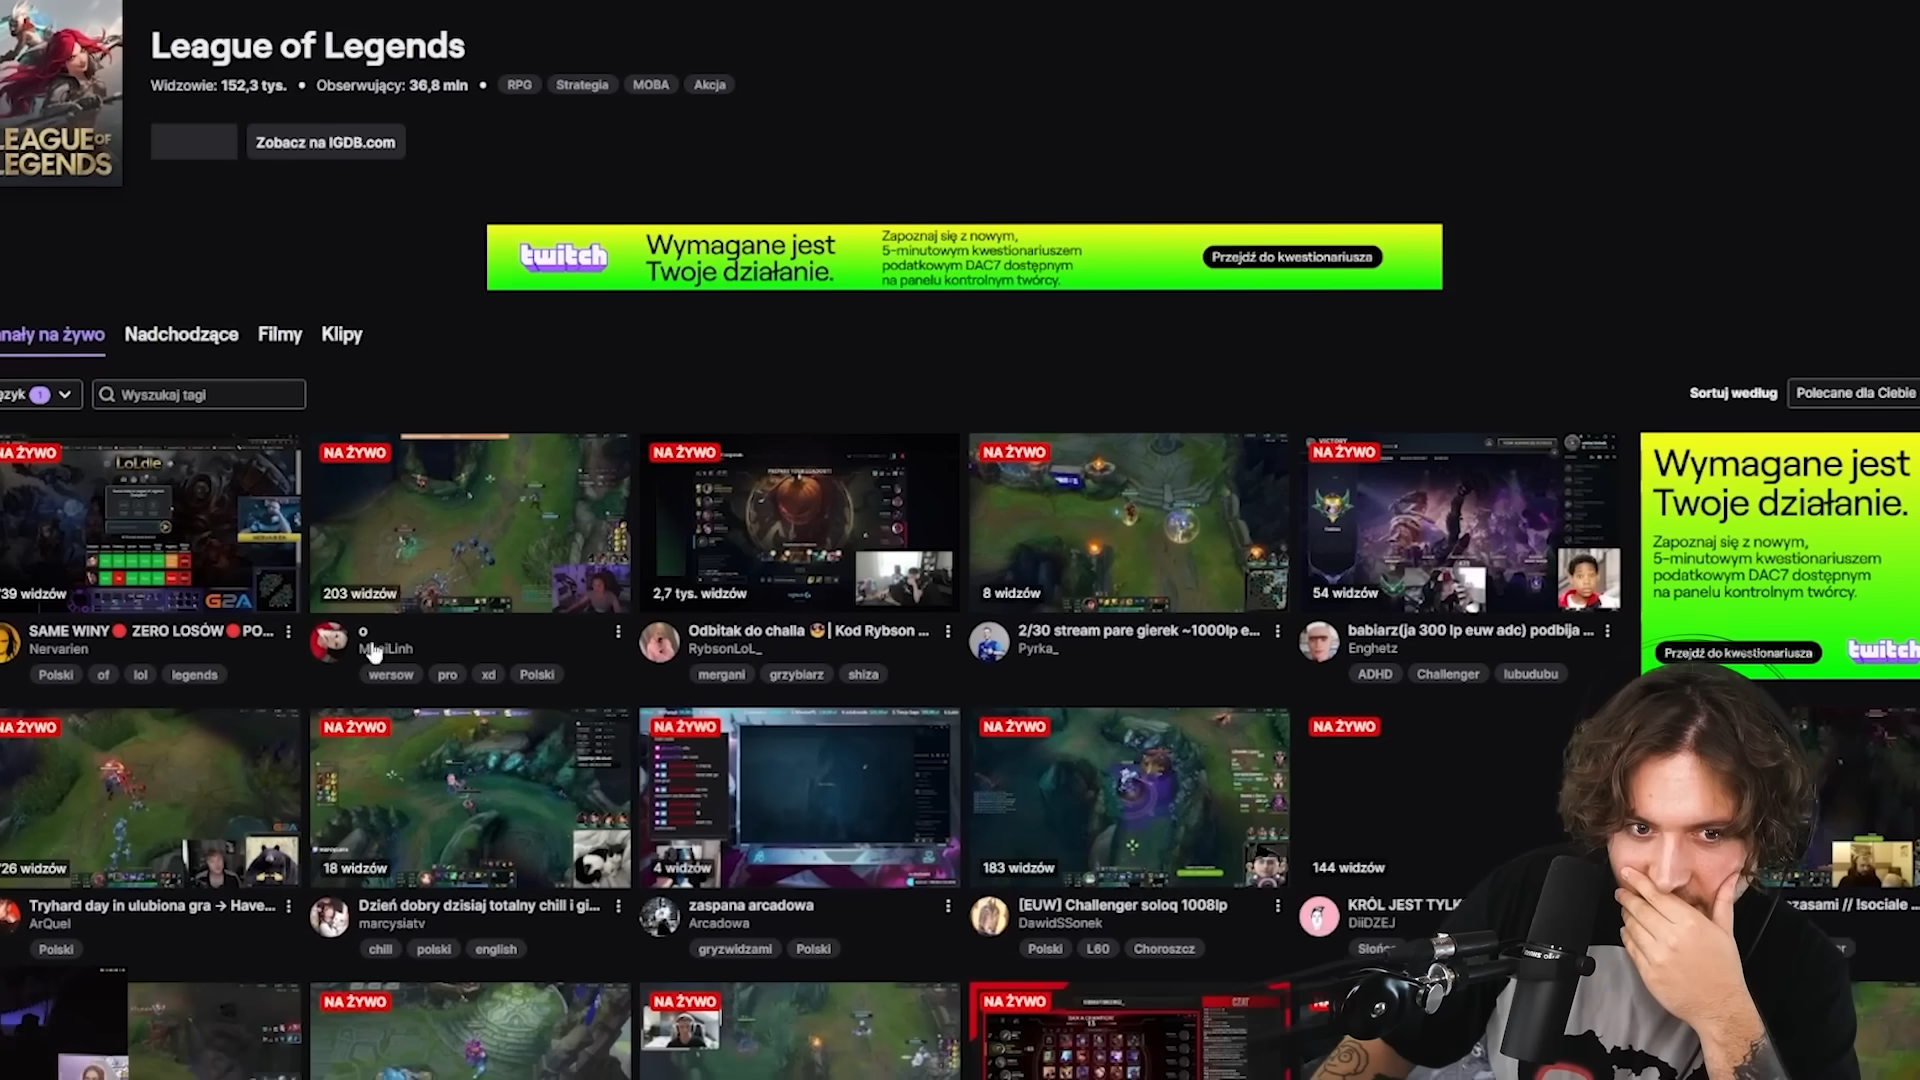 League of Legends
Widzowie: 152,3 tys. • Obserwujący: 36,8 mln • RPG Strategia MOBA Akcja
LEAGUE OF
LEGENDS
Zobacz na IGDB.com
twitch
Wymagane jest
Twoje działanie.
Zapoznaj się z nowym,
5-minutowym kwestionariuszem
podatkowym DAC7 dostępnym
na panelu kontrolnym twórcy.
Przejdź do kwestionariusza
nały na żywo Nadchodzące Filmy Klipy
ęzyk 1 Wyszukaj tagi
Sortuj według Polecane dla Ciebie
NA ŻYWO NA ŻYWO NA ŻYWO NA ŻYWO NA ŻYWO
LoLdle
G2A
VICTORY
739 widzów 203 widzów 2,7 tys. widzów 8 widzów 54 widzów
SAME WINY🔴 ZERO LOSÓW🔴PO...
Nervarien
Polski of lol legends
o
wersow pro xd Polski
Odbitak do challa 😎| Kod Rybson ...
RybsonLoL_
mergani grzybiarz shiza
2/30 stream pare gierek ~1000lp e...
Pyrka_
babiarz(ja 300 lp euw adc) podbija ...
Enghetz
ADHD Challenger lubudubu
Wymagane jest
Twoje działanie.
Zapoznaj się z nowym,
5-minutowym kwestionariuszem
podatkowym DAC7 dostępnym
na panelu kontrolnym twórcy.
Przejdź do kwestionariusza
twitch
NA ŻYWO NA ŻYWO NA ŻYWO NA ŻYWO NA ŻYWO
726 widzów 18 widzów 4 widzów 183 widzów 144 widzów
Tryhard day in ulubiona gra → Have...
ArQuel
Polski
Dzień dobry dzisiaj totalny chill i gi...
marcysiatv
chill polski english
zaspana arcadowa
Arcadowa
gryzwidzami Polski
[EUW] Challenger soloq 1008lp
DawidSSonek
Polski L60 Choroszcz
KRÓL JEST TYLK
DiiDZEJ
Słońc
zasami // !sociale ...
NA ŻYWO NA ŻYWO NA ŻYWO
CZAT